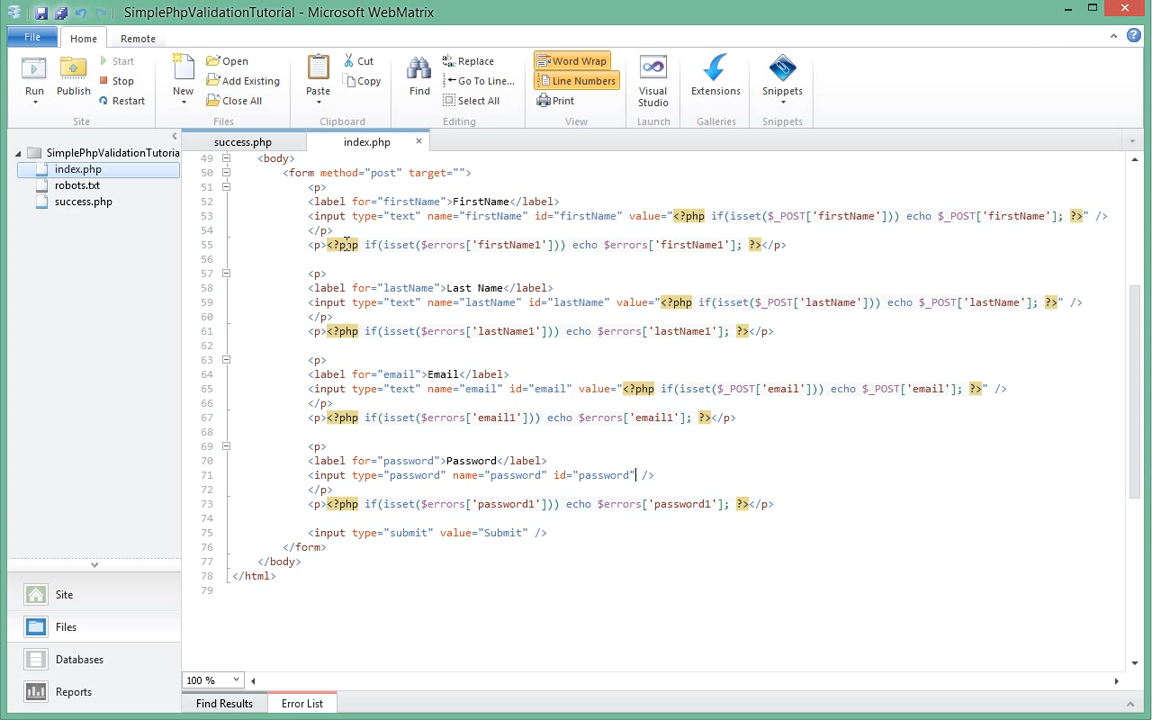 SimplePhpValidationTutorial - Microsoft WebMatrix
File Home Remote
Run
Publish
Start
Stop
Restart
Site
New
Open
Add Existing
Close All
Files
Paste
Cut
Copy
Clipboard
Find
Replace
Go To Line...
Select All
Editing
Word Wrap
Line Numbers
Print
View
Visual
Studio
Launch
Extensions
Galleries
Snippets
Snippets
SimplePhpValidationTutoria
index.php
robots.txt
success.php
success.php index.php
49 <body>
50 <form method="post" target="">
51 <p>
52 <label for="firstName">FirstName</label>
53 <input type="text" name="firstName" id="firstName" value="<?php if(isset($_POST['firstName'])) echo $_POST['firstName']; ?>" />
54 </p>
55 <p><?php if(isset($errors['firstName1'])) echo $errors['firstName1']; ?></p>
56
57 <p>
58 <label for="lastName">Last Name</label>
59 <input type="text" name="lastName" id="lastName" value="<?php if(isset($_POST['lastName'])) echo $_POST['lastName']; ?>" />
60 </p>
61 <p><?php if(isset($errors['lastName1'])) echo $errors['lastName1']; ?></p>
62
63 <p>
64 <label for="email">Email</label>
65 <input type="text" name="email" id="email" value="<?php if(isset($_POST['email'])) echo $_POST['email']; ?>" />
66 </p>
67 <p><?php if(isset($errors['email1'])) echo $errors['email1']; ?></p>
68
69 <p>
70 <label for="password">Password</label>
71 <input type="password" name="password" id="password" />
72 </p>
73 <p><?php if(isset($errors['password1'])) echo $errors['password1']; ?></p>
74
75 <input type="submit" value="Submit" />
76 </form>
77 </body>
78 </html>
79
Site
Files
Databases
Reports
100 %
Find Results Error List